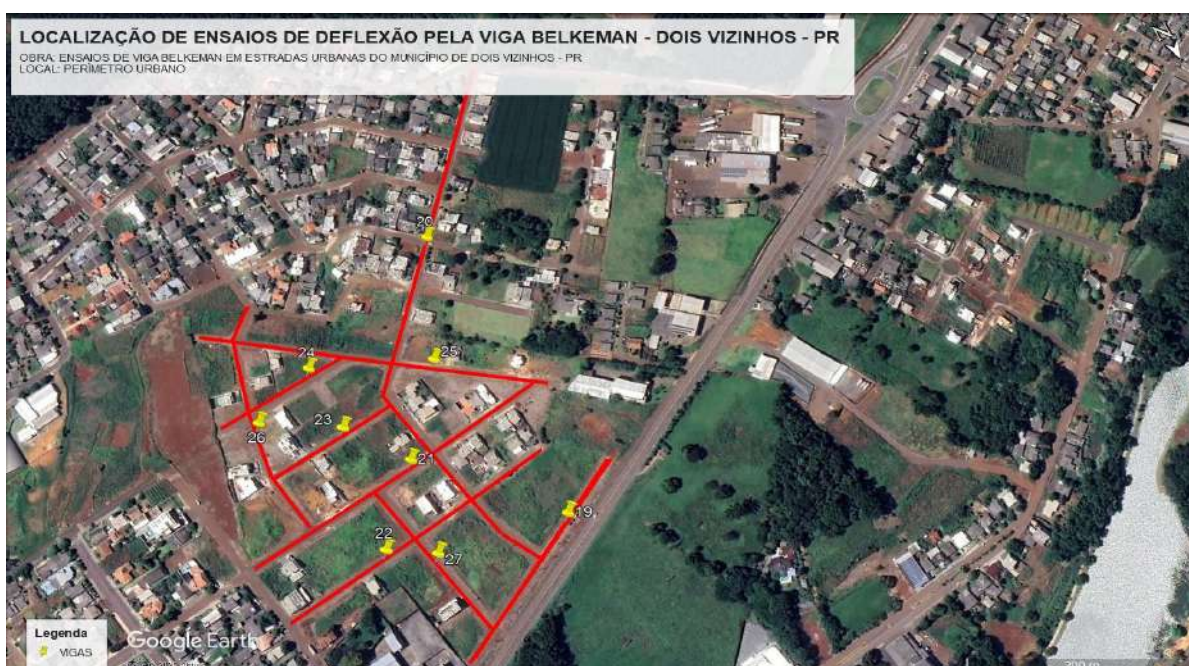 LOCALIZAÇÃO DE ENSAIOS DE DEFLEXÃO PELA VIGA BELKEMAN - DOIS VIZINHOS - PR
OBRA: ENSAIOS DE VIGA BELKEMAN EM ESTRADAS URBANAS DO MUNICÍPIO DE DOIS VIZINHOS - PR
LOCAL: PERÍMETRO URBANO
N
20
24
25
26
23
21
19
22
27
Legenda
VIGAS
Google Earth
200 m